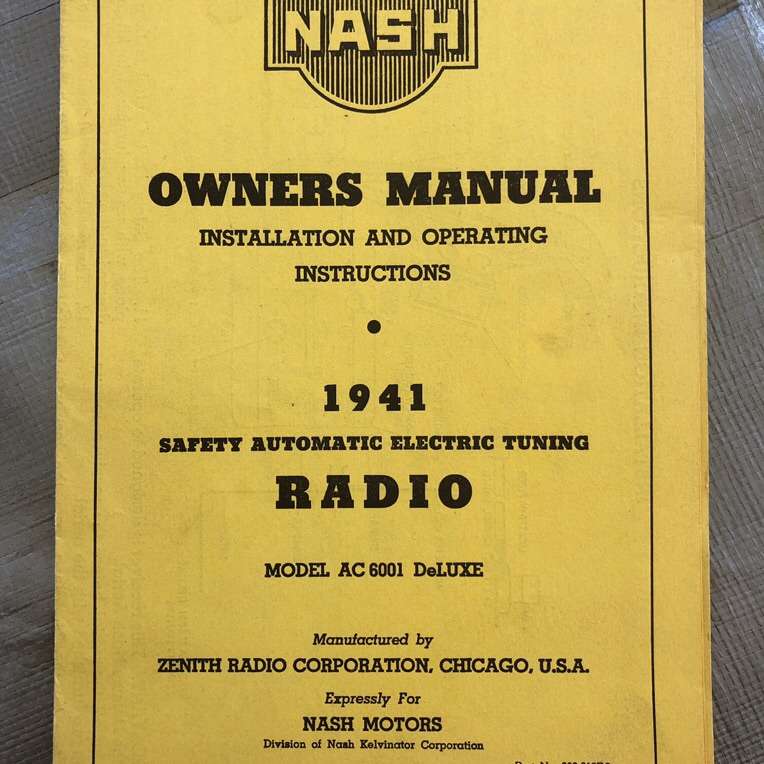 NASH
OWNERS MANUAL
INSTALLATION AND OPERATING
INSTRUCTIONS
1941
SAFETY AUTOMATIC ELECTRIC TUNING
RADIO
MODEL AC 6001 DeLUXE
Manufactured by
ZENITH RADIO CORPORATION, CHICAGO, U.S.A.
Expressly For
NASH MOTORS
Division of Nash Kelvinator Corporation